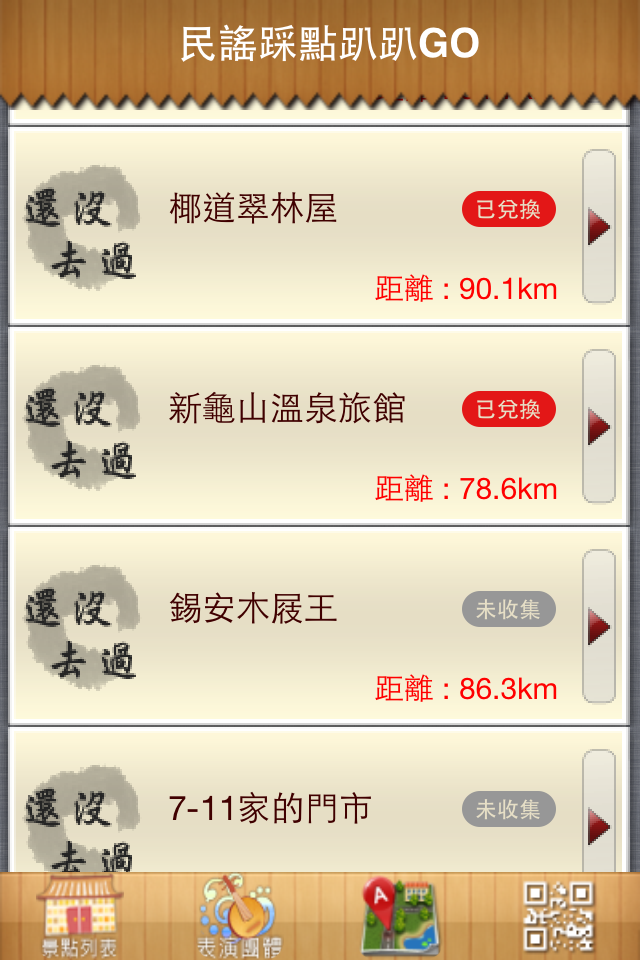 民謠踩點趴趴GO
還沒
去過
椰道翠林屋
已兌換
距離：90.1km
還沒
去過
新龜山溫泉旅館
已兌換
距離：78.6km
還沒
去過
錫安木屐王
未收集
距離：86.3km
還沒
去過
7-11家的門市
未收集
景點列表
表演團體
A